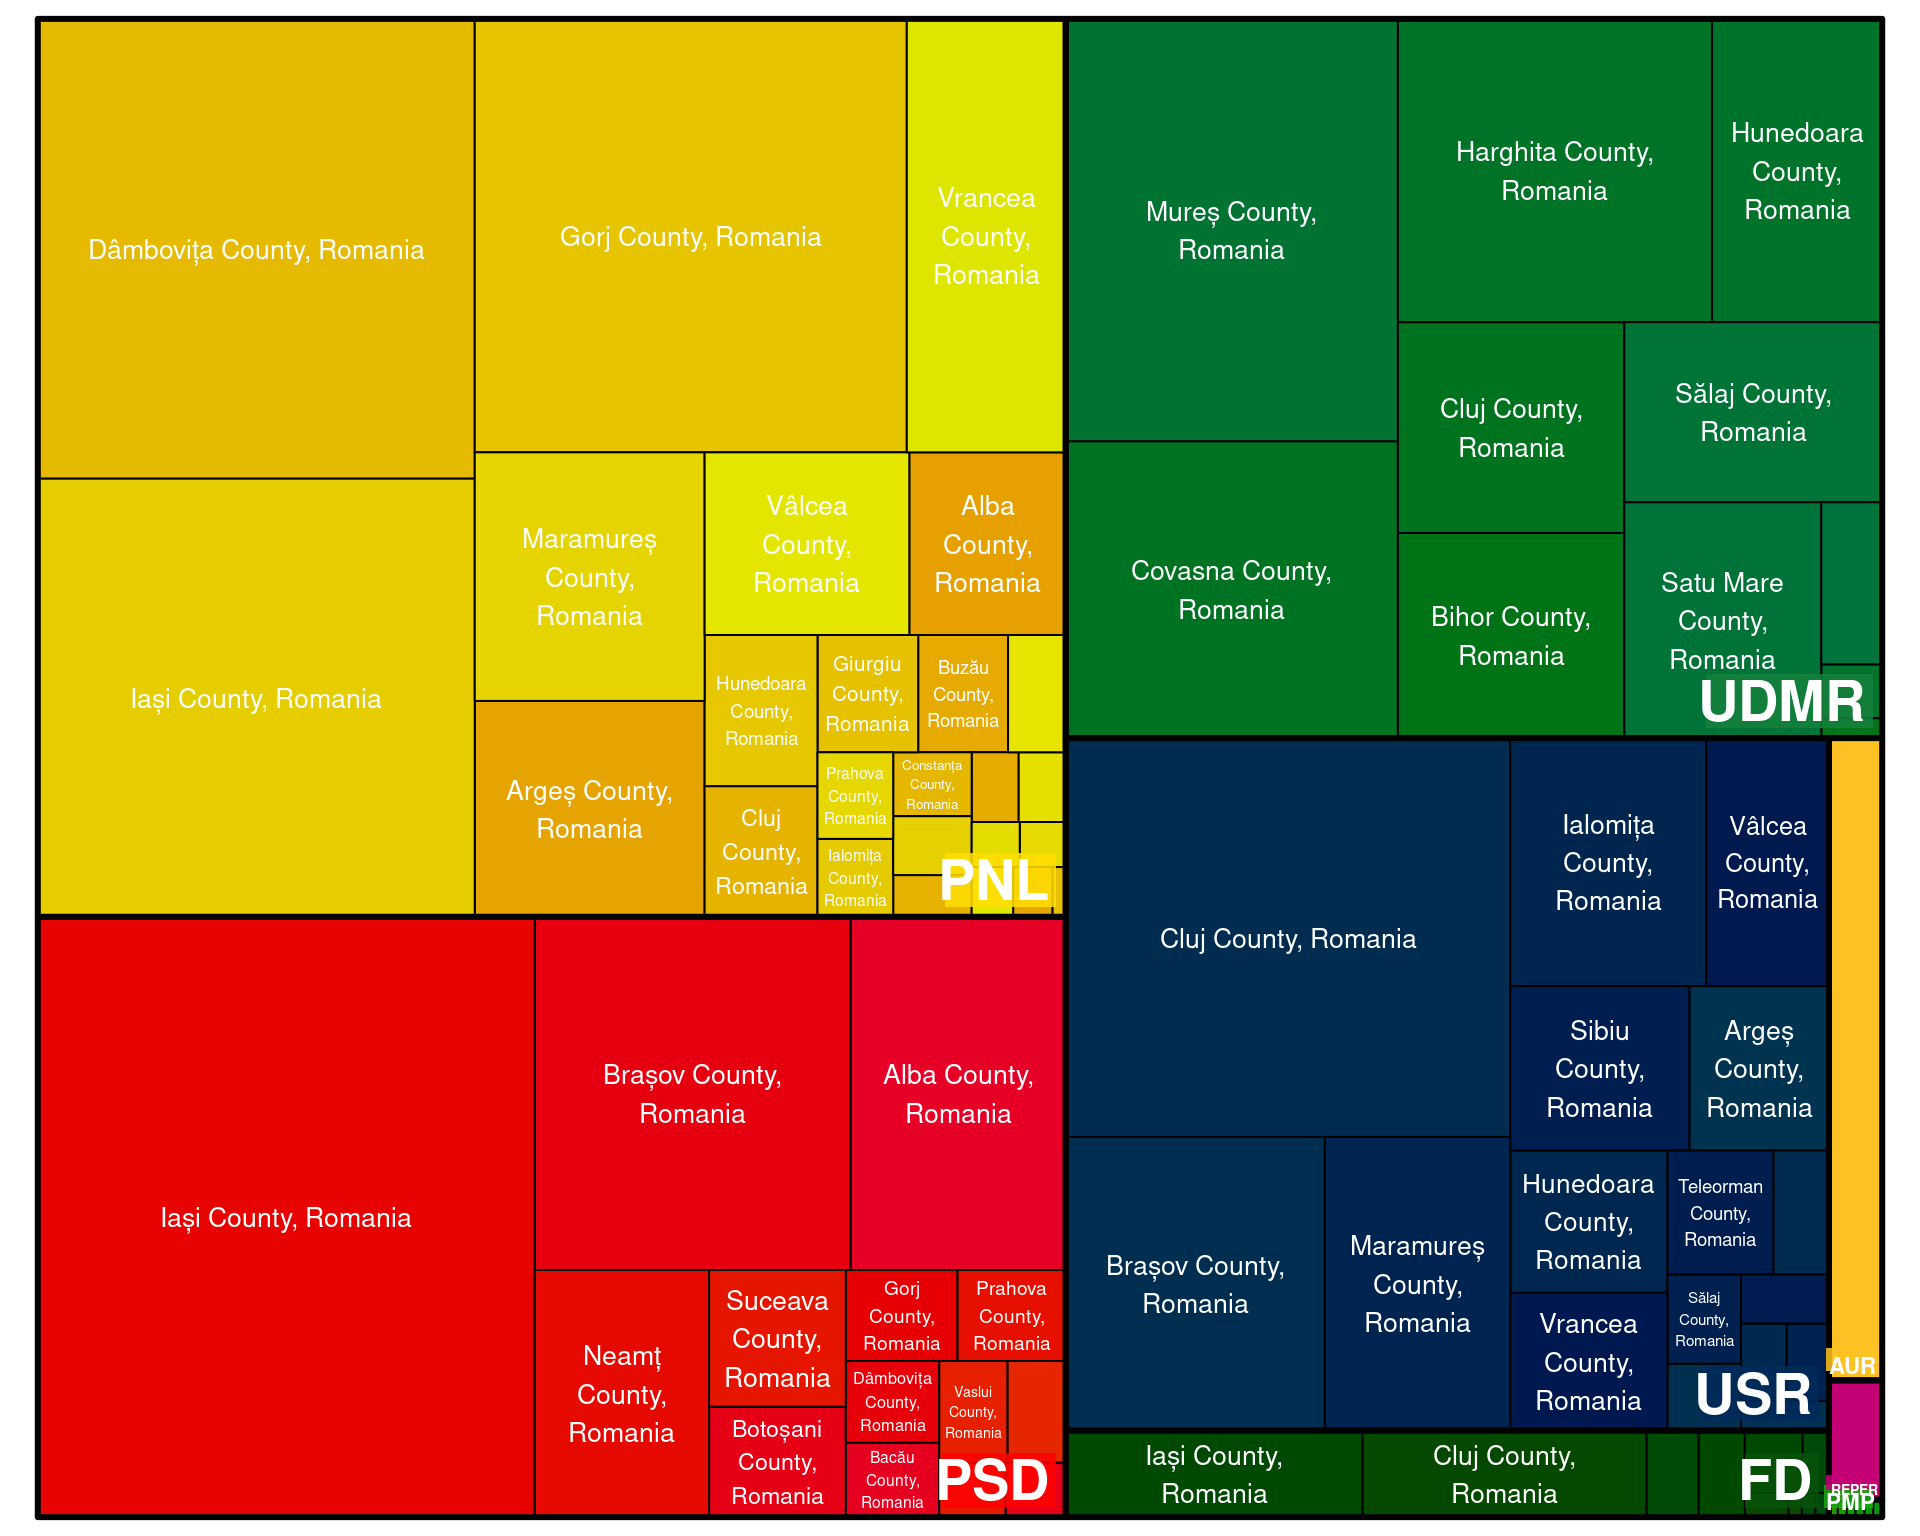 Dâmbovița County, Romania
Gorj County, Romania
Vrancea
County,
Romania
Iași County, Romania
Maramureș
County,
Romania
Vâlcea
County,
Romania
Alba
County,
Romania
Argeș County,
Romania
Hunedoara
County,
Romania
Giurgiu
County,
Romania
Buzău
County,
Romania
Cluj
County,
Romania
Prahova
County,
Romania
Constanța
County,
Romania
Ialomița
County,
Romania
PNL
Iași County, Romania
Brașov County,
Romania
Alba County,
Romania
Neamț
County,
Romania
Suceava
County,
Romania
Botoșani
County,
Romania
Gorj
County,
Romania
Prahova
County,
Romania
Dâmbovița
County,
Romania
Bacău
County,
Romania
Vaslui
County,
Romania
PSD
Mureș County,
Romania
Harghita County,
Romania
Hunedoara
County,
Romania
Covasna County,
Romania
Cluj County,
Romania
Sălaj County,
Romania
Bihor County,
Romania
Satu Mare
County,
Romania
UDMR
Cluj County, Romania
Ialomița
County,
Romania
Vâlcea
County,
Romania
Sibiu
County,
Romania
Argeș
County,
Romania
Brașov County,
Romania
Maramureș
County,
Romania
Hunedoara
County,
Romania
Teleorman
County,
Romania
Vrancea
County,
Romania
Sălaj
County,
Romania
USR
AUR
Iași County,
Romania
Cluj County,
Romania
FD
REPER
PMP